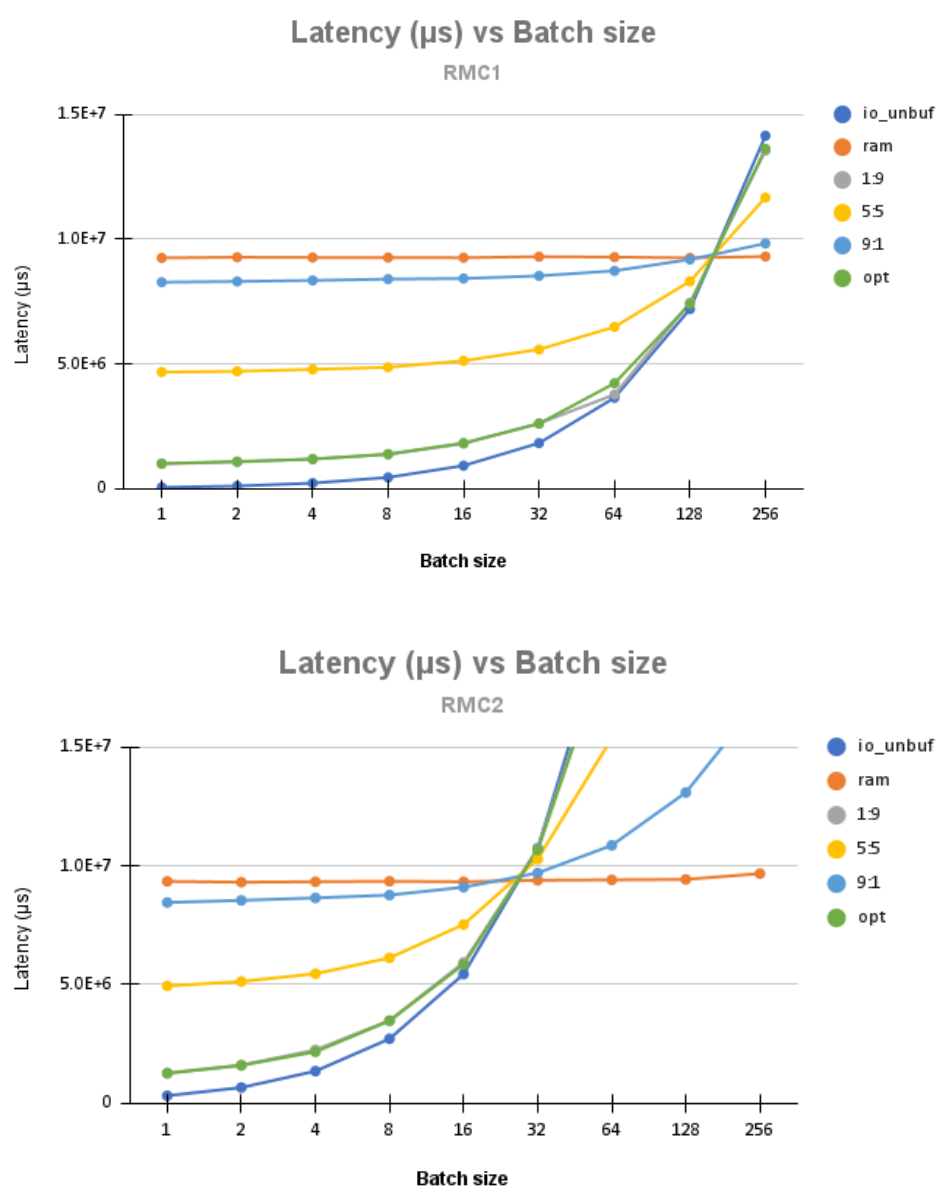 Latency (µs) vs Batch size
RMC1
Latency (µs)
1.5E+7
1.0E+7
5.0E+6
0
1 2 4 8 16 32 64 128 256
Batch size
io_unbuf
ram
1:9
5:5
9:1
opt
Latency (µs) vs Batch size
RMC2
Latency (µs)
1.5E+7
1.0E+7
5.0E+6
0
1 2 4 8 16 32 64 128 256
Batch size
io_unbuf
ram
1:9
5:5
9:1
opt